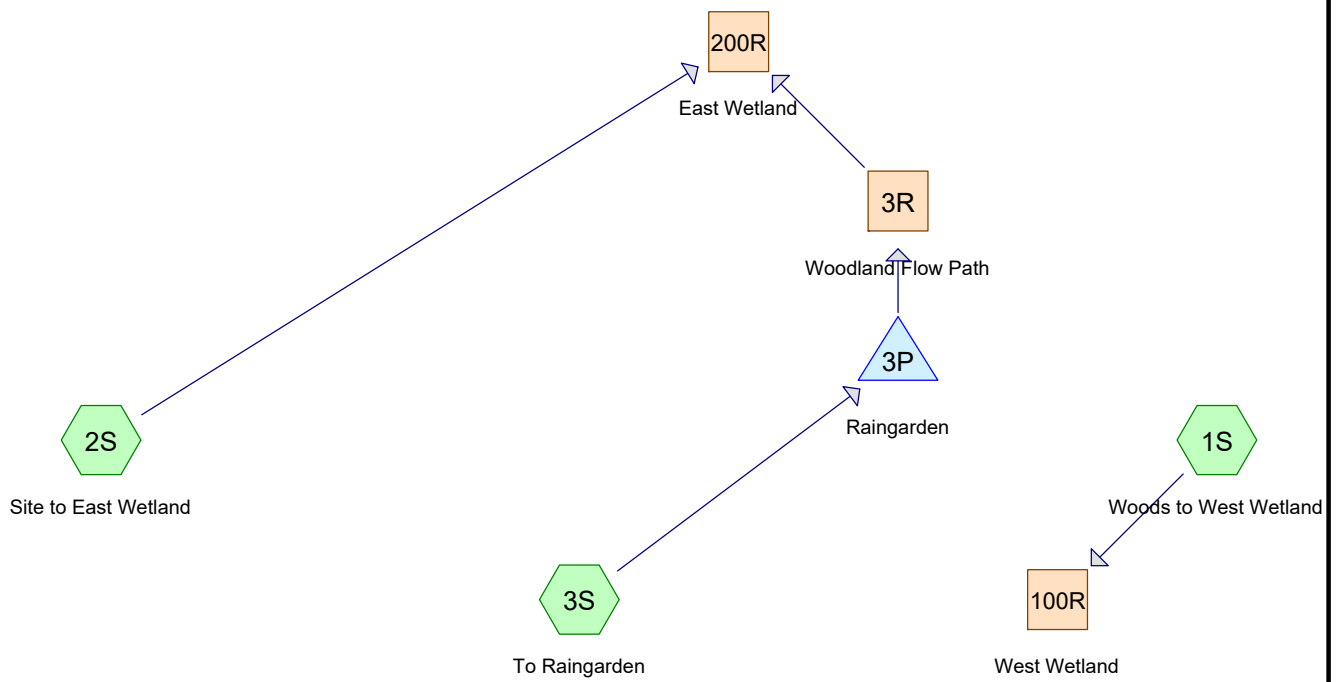 200R
East Wetland
3R
Woodland Flow Path
3P
Raingarden
2S
Site to East Wetland
1S
Woods to West Wetland
3S
To Raingarden
100R
West Wetland